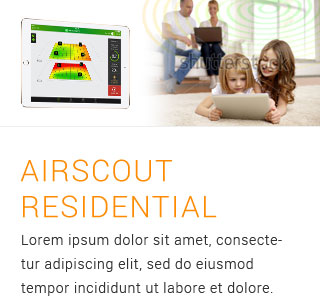 shutterstock
AIRSCOUT
RESIDENTIAL
Lorem ipsum dolor sit amet, consecte-
tur adipiscing elit, sed do eiusmod
tempor incididunt ut labore et dolore.